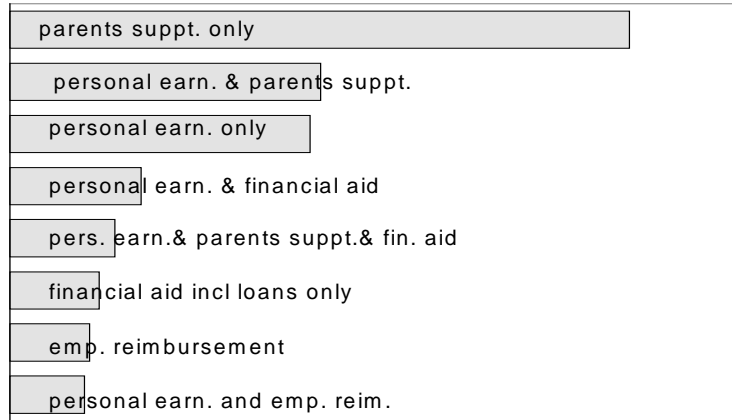 parents suppt. only
personal earn. & parents suppt.
personal earn. only
personal earn. & financial aid
pers. earn.& parents suppt.& fin. aid
financial aid incl loans only
emp. reimbursement
personal earn. and emp. reim.